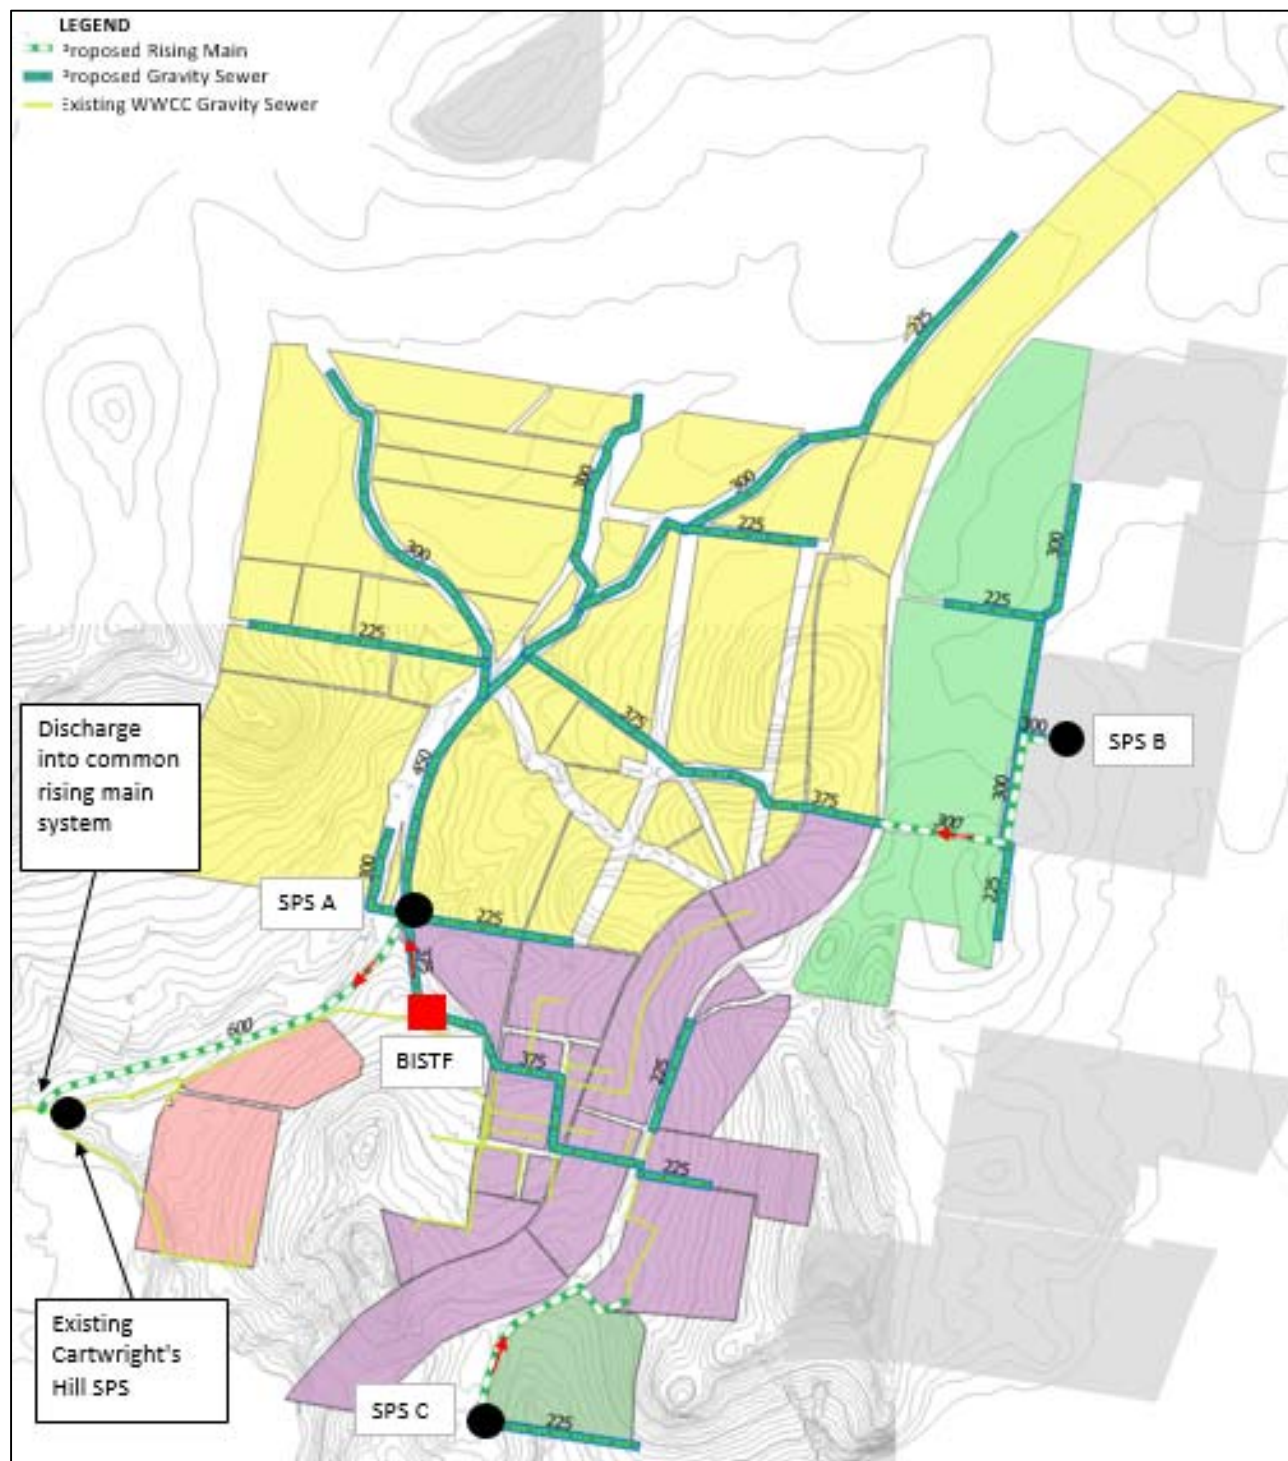 LEGEND
Proposed Rising Main
Proposed Gravity Sewer
Existing WWCC Gravity Sewer
225
300
300
225
300
300
225
225
375
Discharge
into common
rising main
system
300
SPS B
450
300
375
300
300
SPS A
225
225
375
600
BISTF
375
225
225
Existing
Cartwright's
Hill SPS
SPS C
225